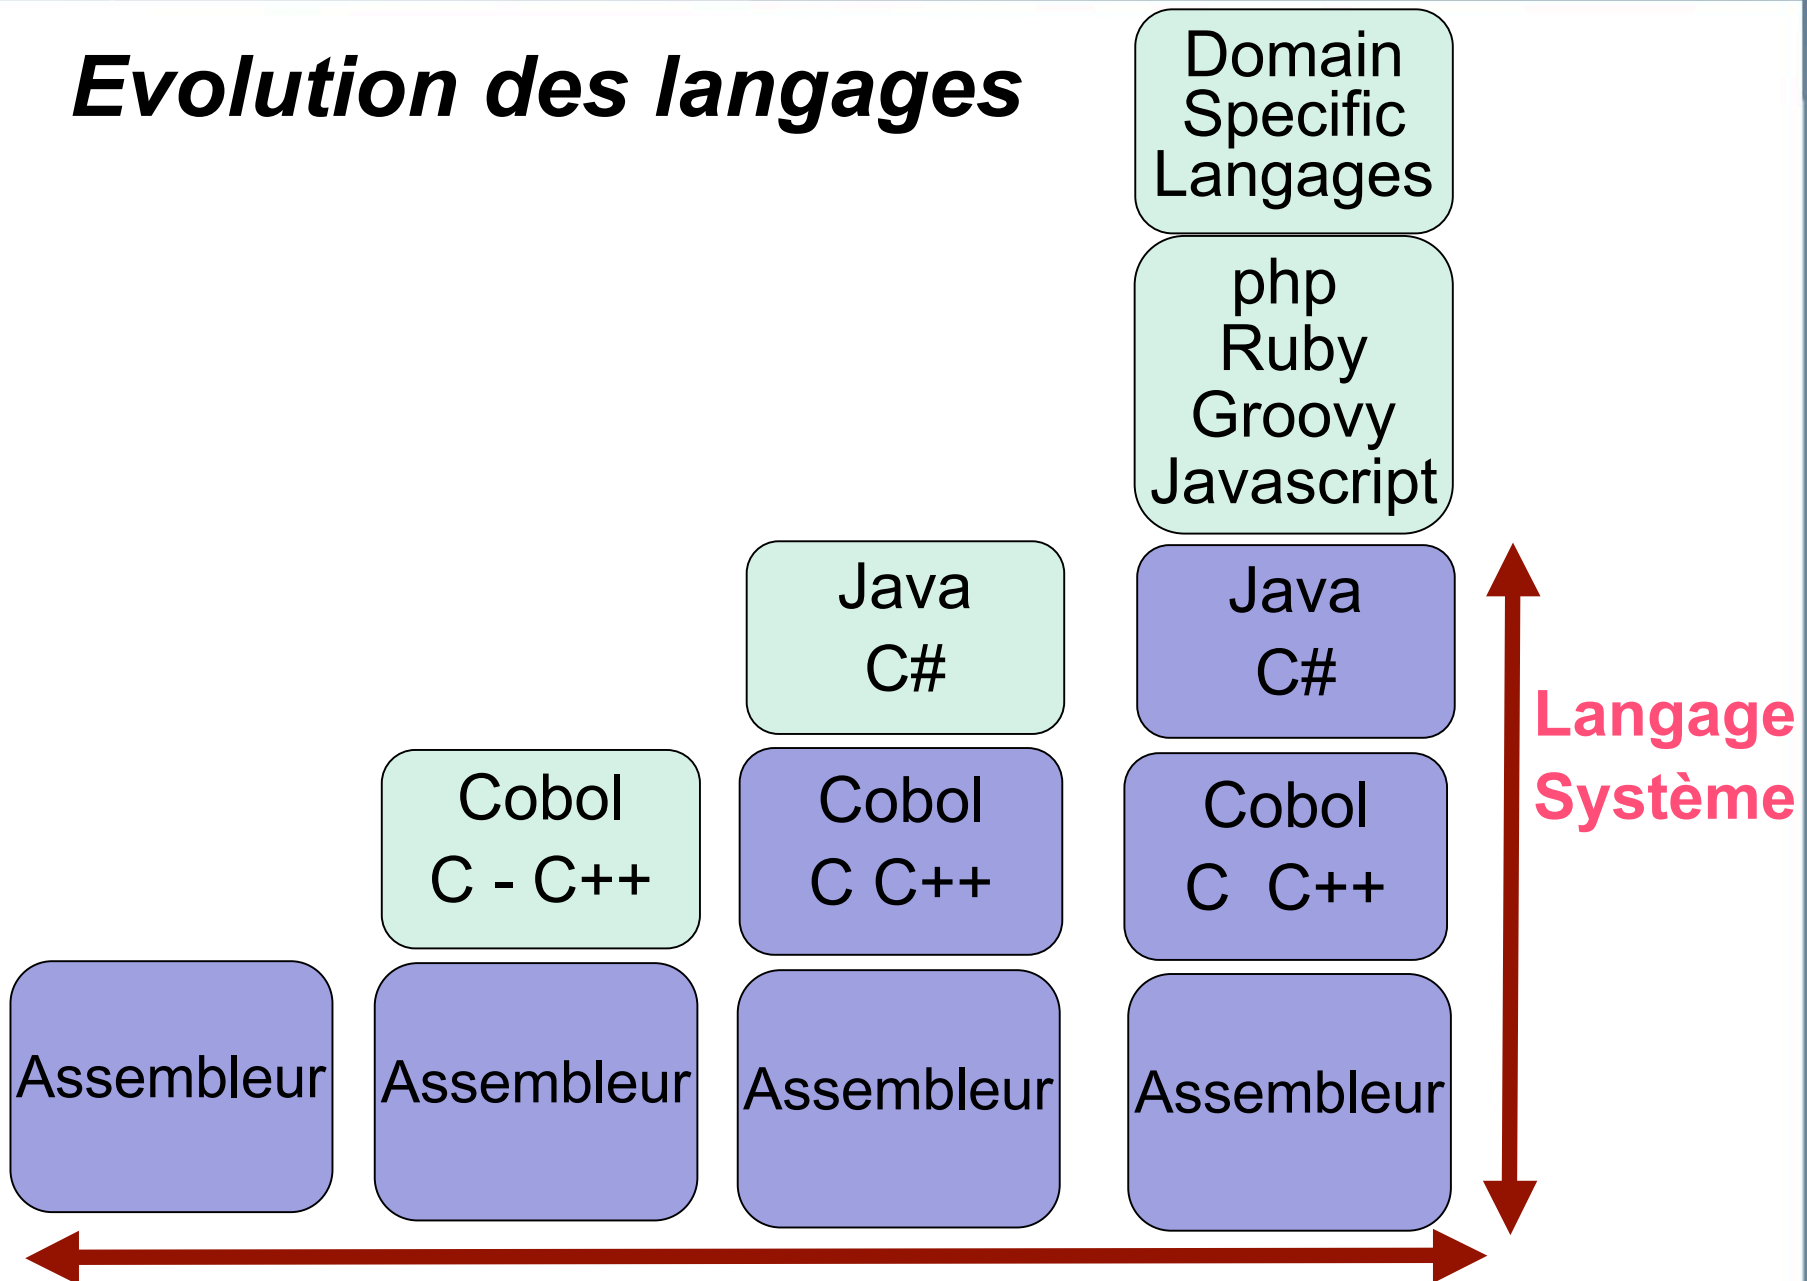 Evolution des langages
Domain
Specific
Langages
php
Ruby
Groovy
Javascript
Java
C#
Java
C#
Langage
Système
Cobol
C - C++
Cobol
C C++
Cobol
C  C++
Assembleur
Assembleur
Assembleur
Assembleur